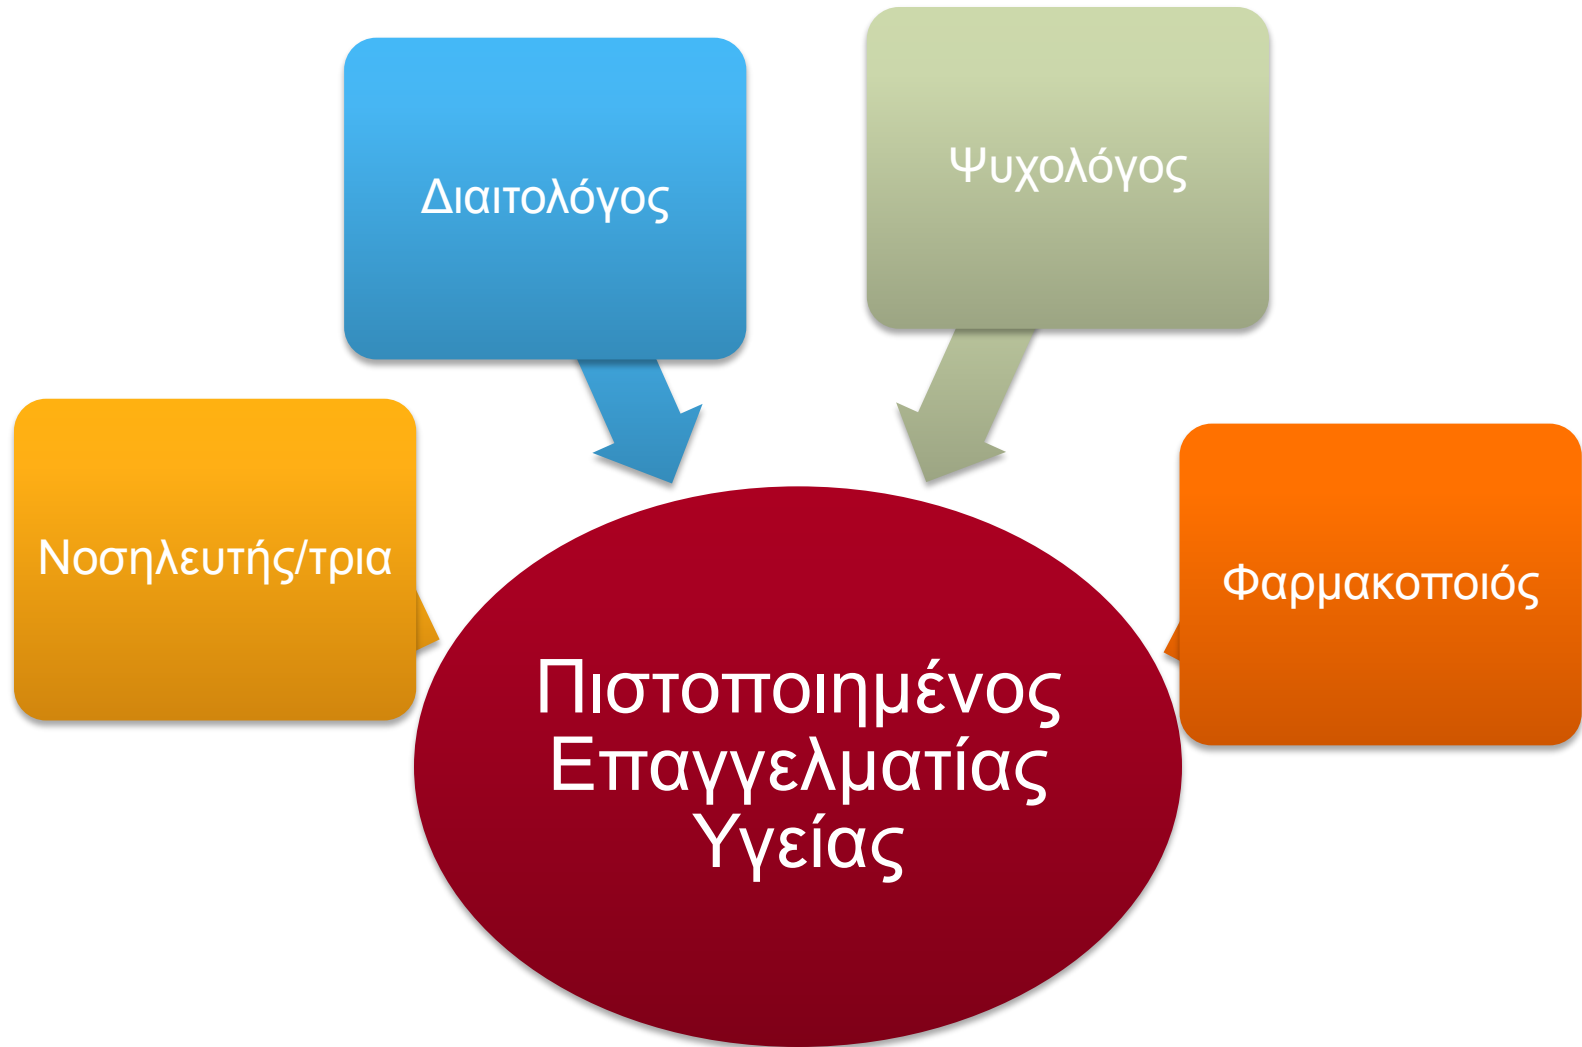 Διαιτολόγος
Ψυχολόγος
Νοσηλευτής/τρια
Φαρμακοποιός
Πιστοποιημένος
Επαγγελματίας
Υγείας